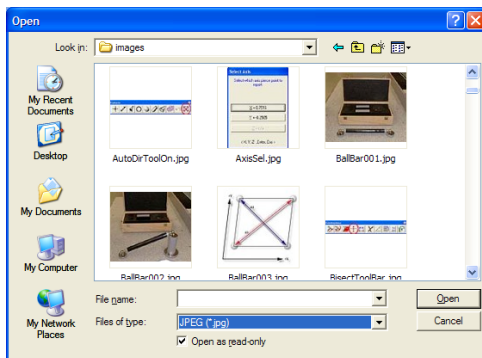 Open
Look in:
images
My Recent
Documents
Desktop
My Documents
My Computer
My Network
Places
Select Axis
AutoDirToolOn.jpg
AxisSel.jpg
BallBar001.jpg
BallBar002.jpg
BallBar003.jpg
BisectToolBar.jpg
File name:
Open
Files of type:
JPEG (*.jpg)
Cancel
Open as read-only